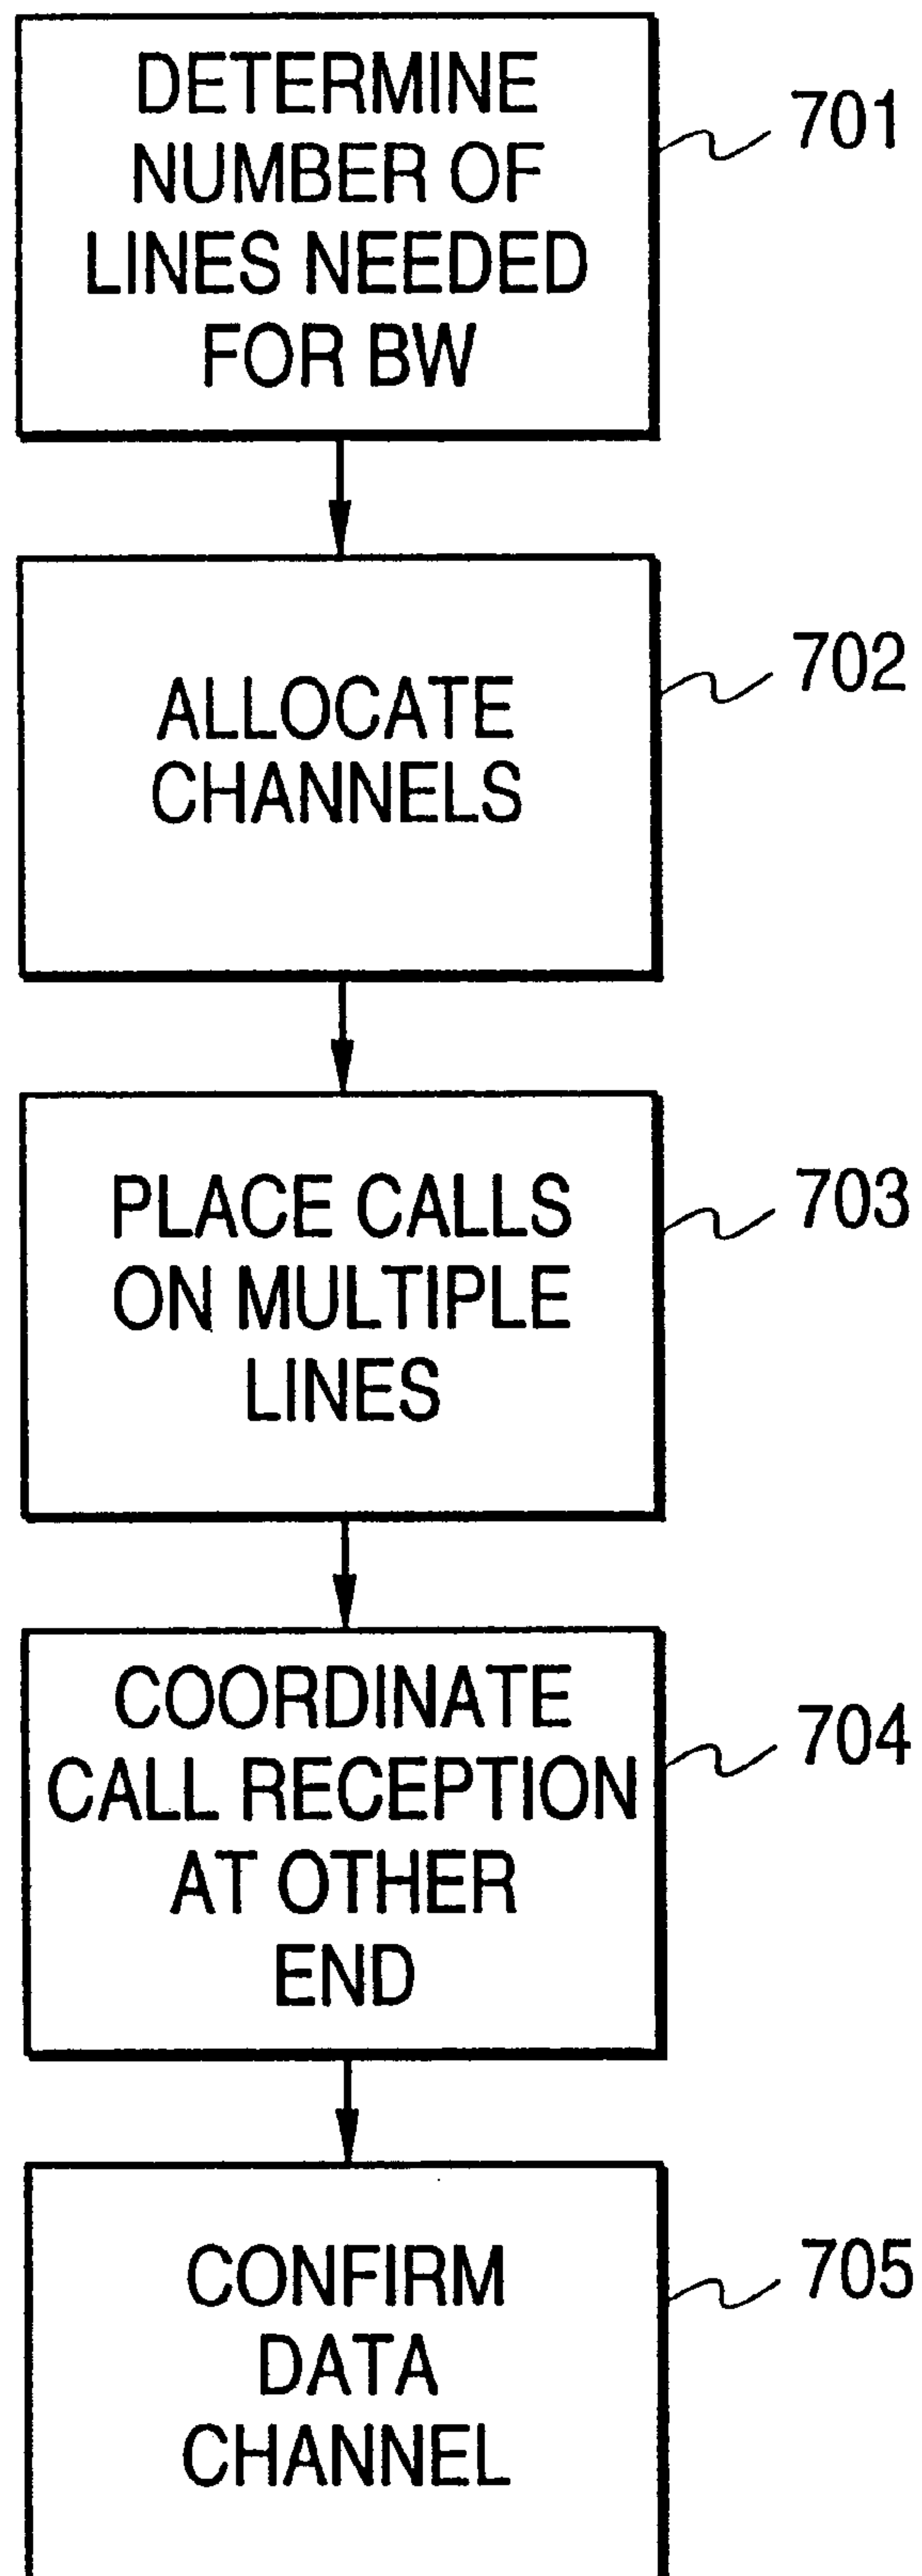 DETERMINE
NUMBER OF
LINES NEEDED
FOR BW
701
ALLOCATE
CHANNELS
702
PLACE CALLS
ON MULTIPLE
LINES
703
COORDINATE
CALL RECEPTION
AT OTHER
END
704
CONFIRM
DATA
CHANNEL
705